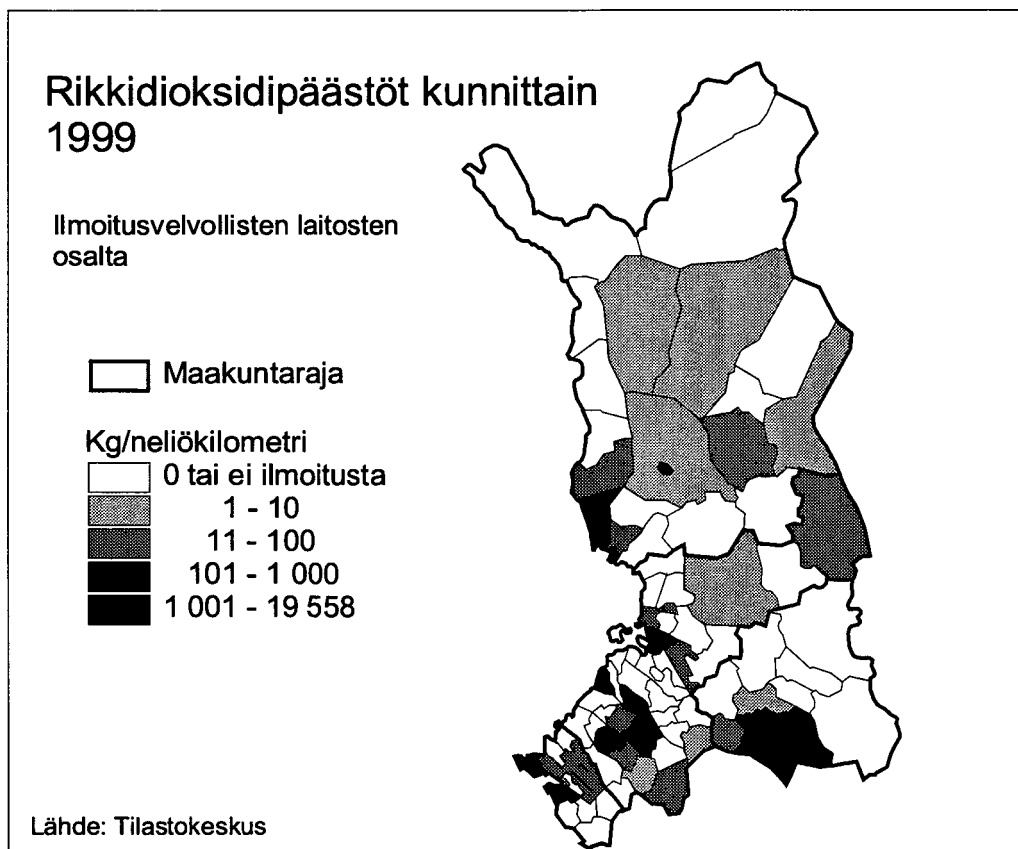 Rikkidioksidipäästöt kunnittain
1999
Ilmoitusvelvollisten laitosten
osalta
Maakuntaraja
Kg/neliökilometri
0 tai ei ilmoitusta
1 - 10
11 - 100
101 - 1 000
1 001 - 19 558
Lähde: Tilastokeskus